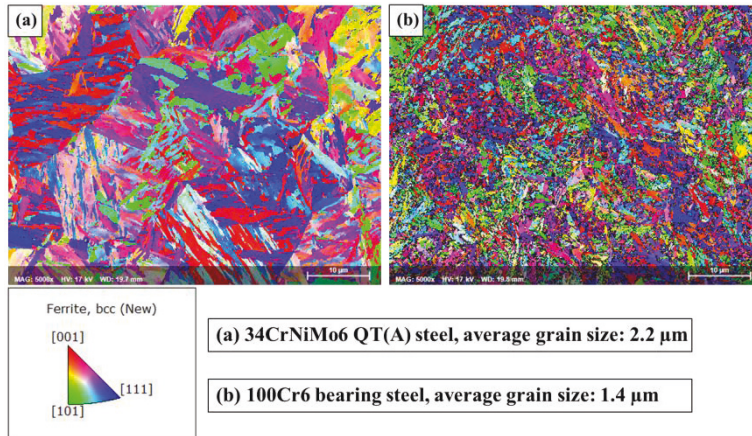 (a)
(b)
MAG: 5000x HV: 17 kV WD: 19.7 mm
10 µm
MAG: 5000x HV: 17 kV WD: 19.8 mm
10 µm
Ferrite, bcc (New)
[001]
[111]
[101]
(a) 34CrNiMo6 QT(A) steel, average grain size: 2.2 µm
(b) 100Cr6 bearing steel, average grain size: 1.4 µm